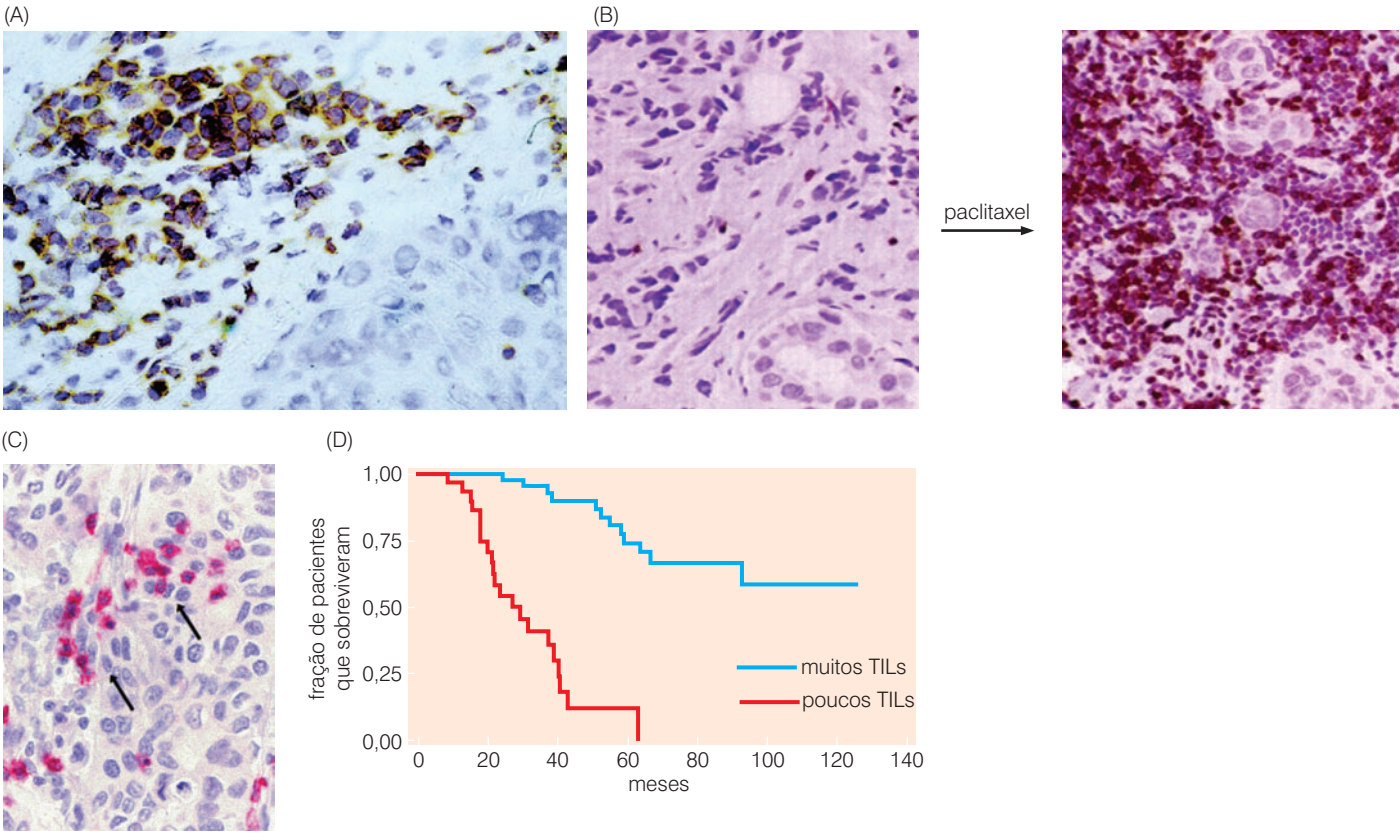 (A)
(B)
paclitaxel
(C)
(D)
fração de pacientes
que sobreviveram
1,00
0,75
0,50
0,25
0,00
muitos TILs
poucos TILs
0
20
40
60
80
100
120
140
meses